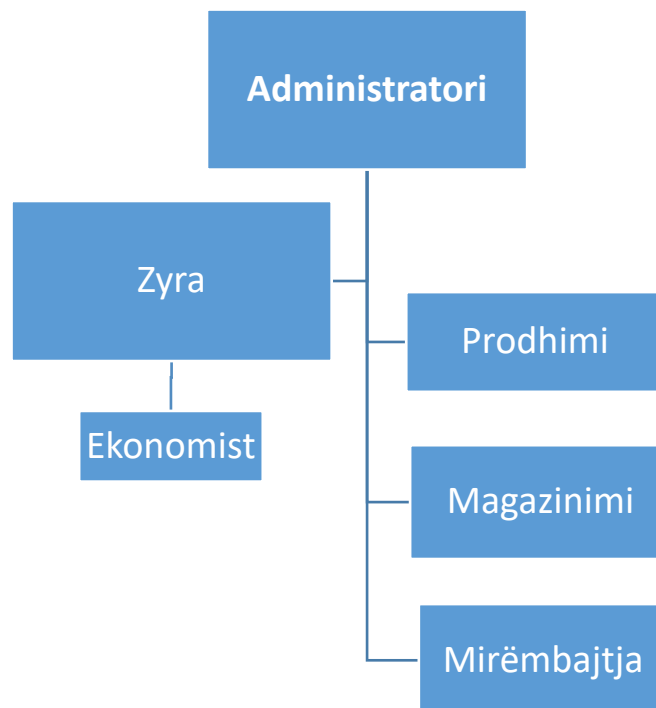 Administratori
Zyra
Ekonomist
Prodhimi
Magazinimi
Mirëmbajtja